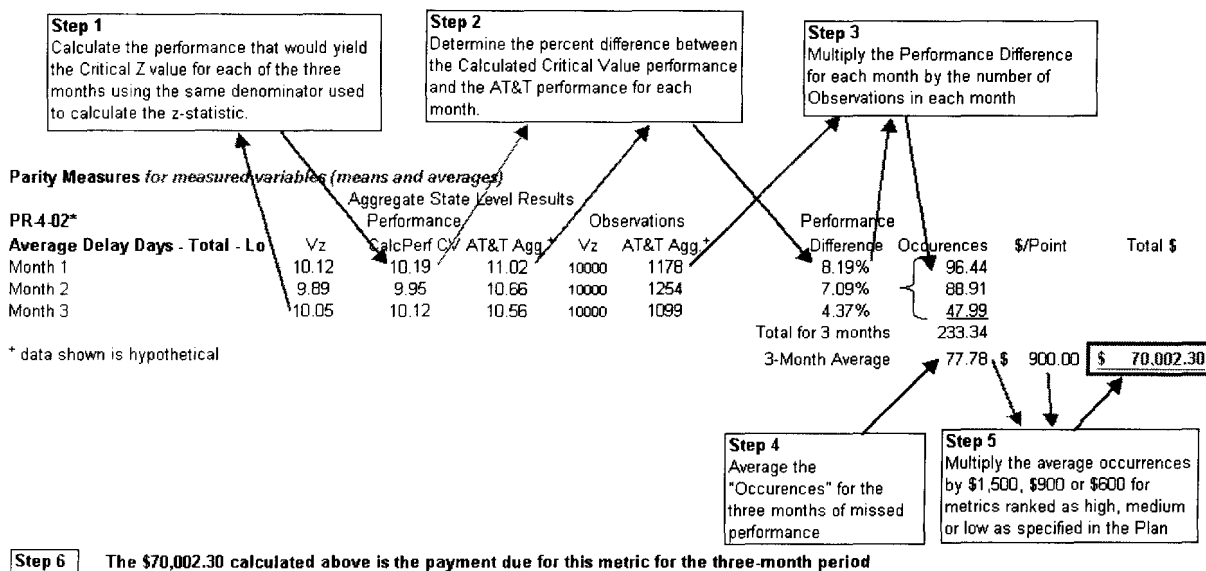 Step 1
Calculate the performance that would yield
the Critical Z value for each of the three
months using the same denominator used
to calculate the z-statistic.
Step 2
Determine the percent difference between
the Calculated Critical Value performance
and the AT&T performance for each
month.
Step 3
Multiply the Performance Difference
for each month by the number of
Observations in each month
Parity Measures for measured variables (means and averages)
Aggregate State Level Results
PR-4-02* Performance Observations Performance
Average Delay Days - Total - Lo Vz CalcPerf CV AT&T Agg.+ Vz AT&T Agg.+ Difference Occurences $/Point Total $
Month 1 10.12 10.19 11.02 10000 1178 8.19% 96.44
Month 2 9.89 9.95 10.66 10000 1254 7.09% 88.91
Month 3 10.05 10.12 10.56 10000 1099 4.37% 47.99
Total for 3 months 233.34
+ data shown is hypothetical
3-Month Average 77.78 $ 900.00 $ 70,002.30
Step 4
Average the
"Occurences" for the
three months of missed
performance
Step 5
Multiply the average occurrences
by $1,500, $900 or $600 for
metrics ranked as high, medium
or low as specified in the Plan
Step 6 The $70,002.30 calculated above is the payment due for this metric for the three-month period